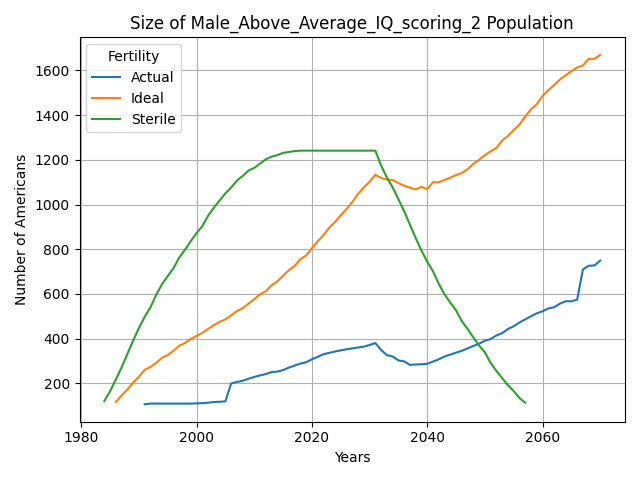 Size of Male_Above_Average_IQ_scoring_2 Population
Fertility
Actual
Ideal
Sterile
Number of Americans
1600
1400
1200
1000
800
600
400
200
1980 2000 2020 2040 2060
Years